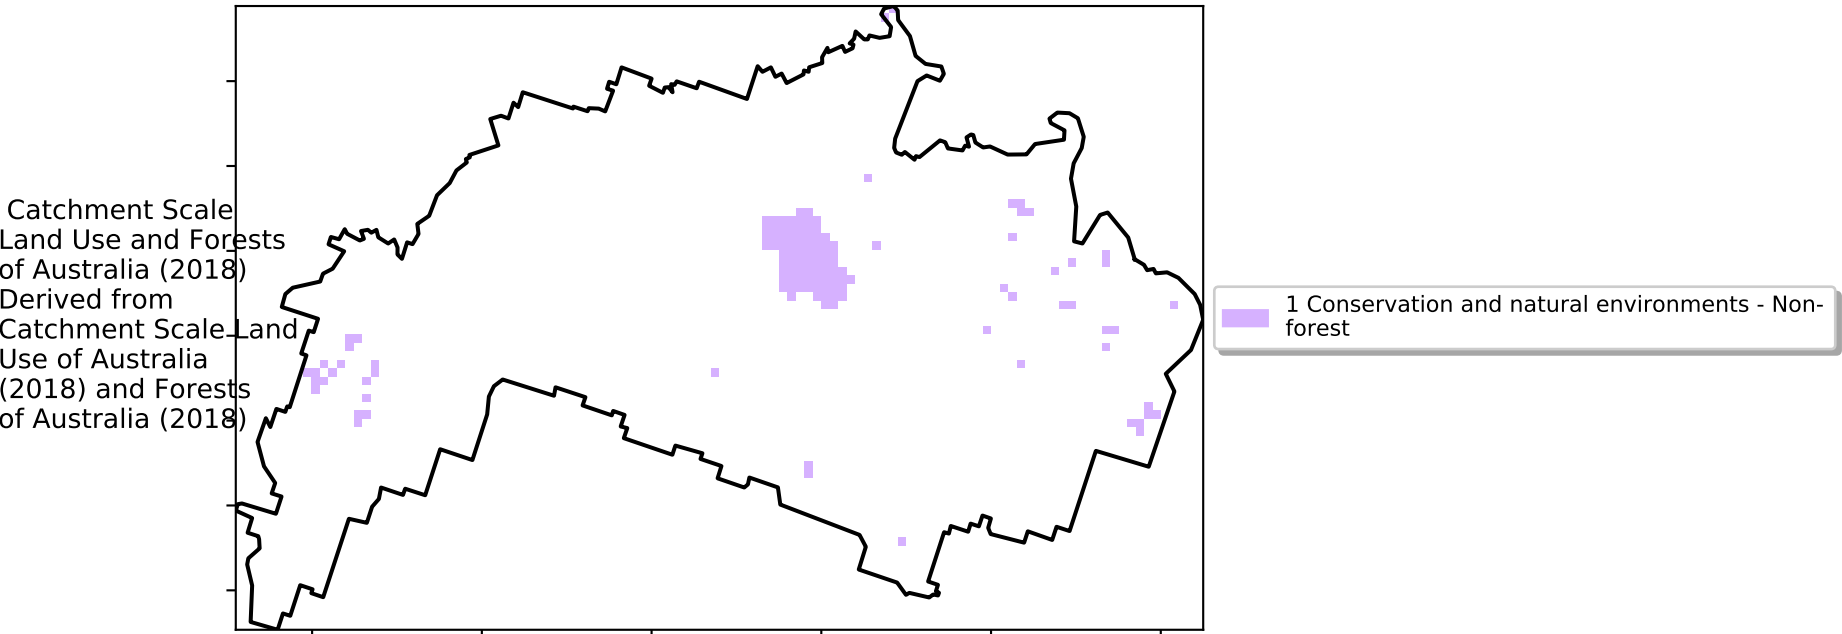 Catchment Scale
Land Use and Forests
of Australia (2018)
Derived from
Catchment Scale Land
Use of Australia
(2018) and Forests
of Australia (2018)
1 Conservation and natural environments - Non-
forest